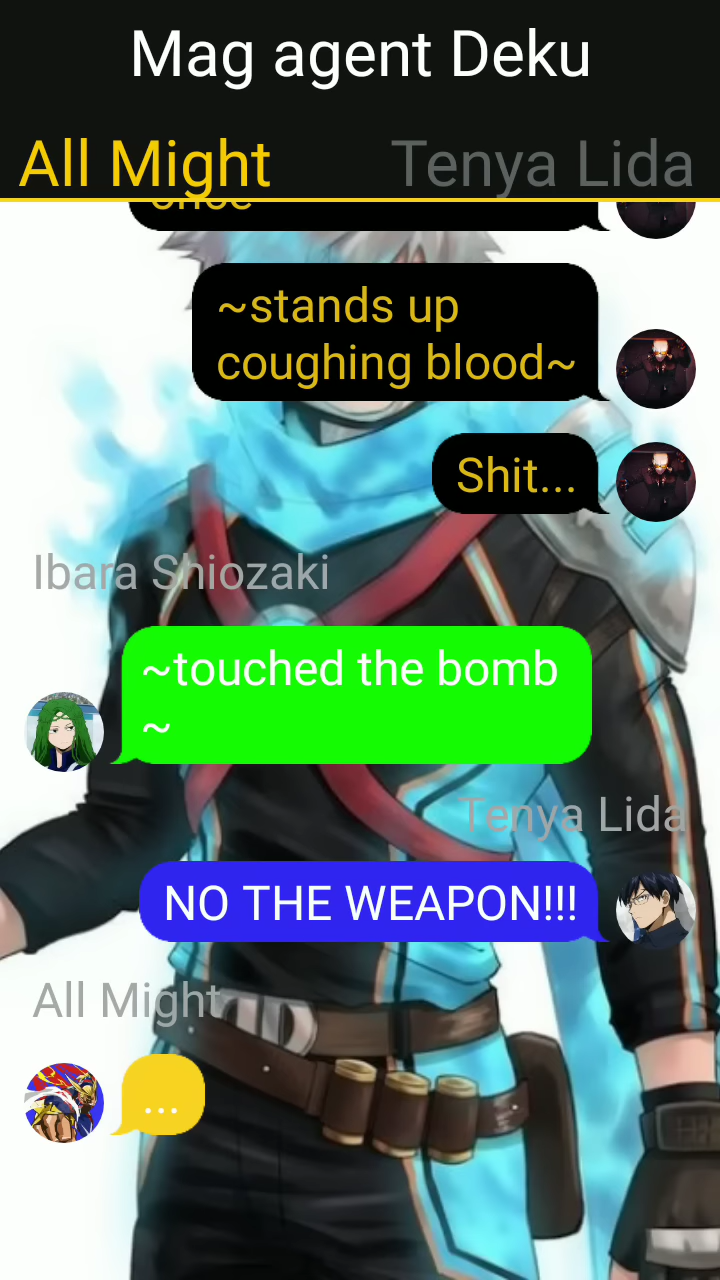 Mag agent Deku
All Might
Tenya Lida
once
~stands up
coughing blood~
Shit...
Ibara Shiozaki
~touched the bomb
~
Tenya Lida
NO THE WEAPON!!!
All Might
...